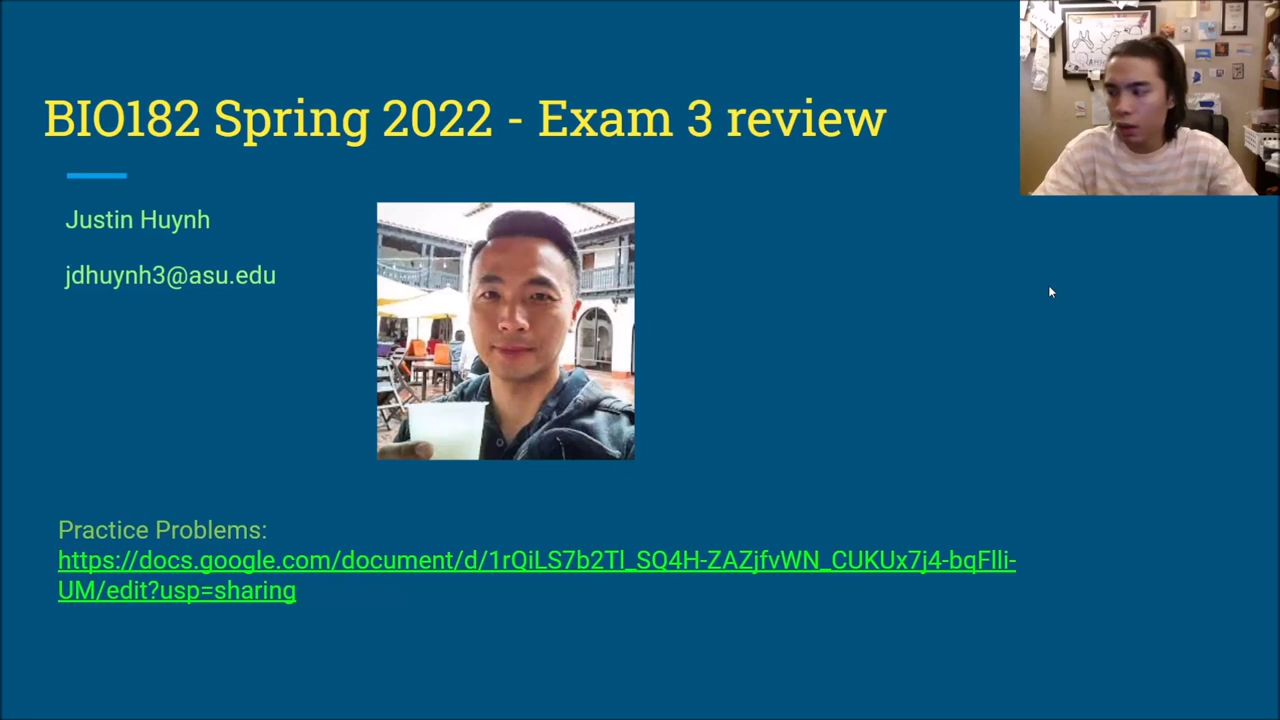 BIO182 Spring 2022 - Exam 3 review
Justin Huynh
jdhuynh3@asu.edu
Practice Problems:
https://docs.google.com/document/d/1rQiLS7b2Tl_SQ4H-ZAZjfvWN_CUKUx7j4-bqFlli-
UM/edit?usp=sharing